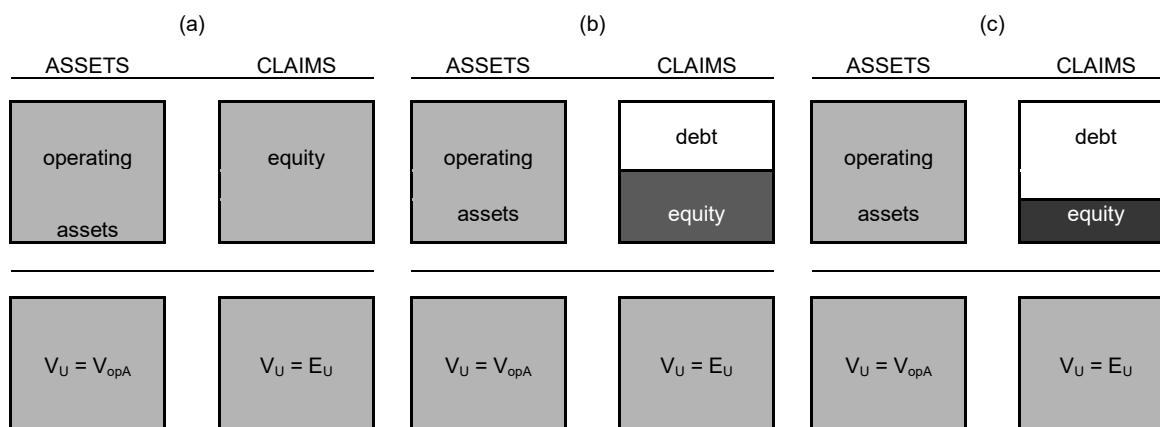 (a) (b) (c)
ASSETS CLAIMS ASSETS CLAIMS ASSETS CLAIMS
debt debt
operating equity operating operating
assets equity assets equity
assets
V_U = V_opA V_U = E_U V_U = V_opA V_U = E_U V_U = V_opA V_U = E_U